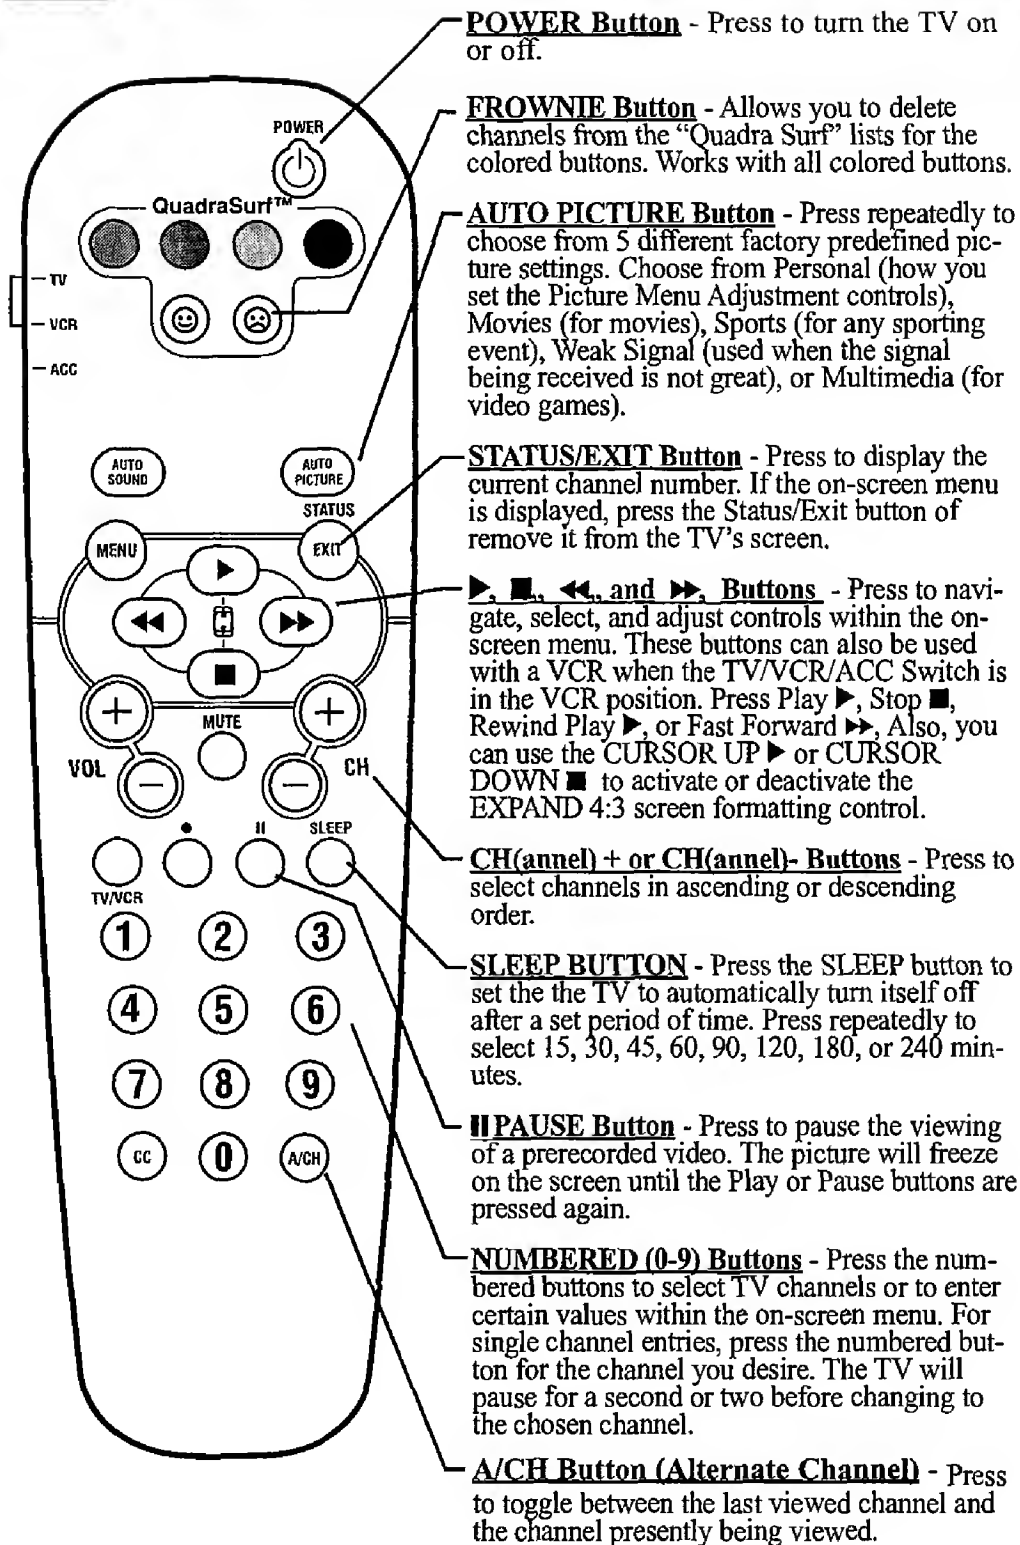 POWER Button - Press to turn the TV on
or off.
FROWNIE Button - Allows you to delete
channels from the “Quadra Surf” lists for the
colored buttons. Works with all colored buttons.
AUTO PICTURE Button - Press repeatedly to
choose from 5 different factory predefined pic-
ture settings. Choose from Personal (how you
set the Picture Menu Adjustment controls),
Movies (for movies), Sports (for any sporting
event), Weak Signal (used when the signal
being received is not great), or Multimedia (for
video games).
STATUS/EXIT Button - Press to display the
current channel number. If the on-screen menu
is displayed, press the Status/Exit button of
remove it from the TV’s screen.
▶, ■, ◀◀, and ▶▶, Buttons - Press to navi-
gate, select, and adjust controls within the on-
screen menu. These buttons can also be used
with a VCR when the TV/VCR/ACC Switch is
in the VCR position. Press Play ▶, Stop ■,
Rewind Play ▶, or Fast Forward ▶▶, Also, you
can use the CURSOR UP ▶ or CURSOR
DOWN ■ to activate or deactivate the
EXPAND 4:3 screen formatting control.
CH(annel) + or CH(annel)- Buttons - Press to
select channels in ascending or descending
order.
SLEEP BUTTON - Press the SLEEP button to
set the the TV to automatically turn itself off
after a set period of time. Press repeatedly to
select 15, 30, 45, 60, 90, 120, 180, or 240 min-
utes.
II PAUSE Button - Press to pause the viewing
of a prerecorded video. The picture will freeze
on the screen until the Play or Pause buttons are
pressed again.
NUMBERED (0-9) Buttons - Press the num-
bered buttons to select TV channels or to enter
certain values within the on-screen menu. For
single channel entries, press the numbered but-
ton for the channel you desire. The TV will
pause for a second or two before changing to
the chosen channel.
A/CH Button (Alternate Channel) - Press
to toggle between the last viewed channel and
the channel presently being viewed.
POWER
QuadraSurf™
TV
VCR
ACC
AUTO
SOUND
AUTO
PICTURE
STATUS
MENU
EXIT
▶
◀◀
▶▶
■
+
MUTE
+
VOL
CH
−
−
●
II
SLEEP
TV/VCR
1 2 3
4 5 6
7 8 9
CC 0 A/CH